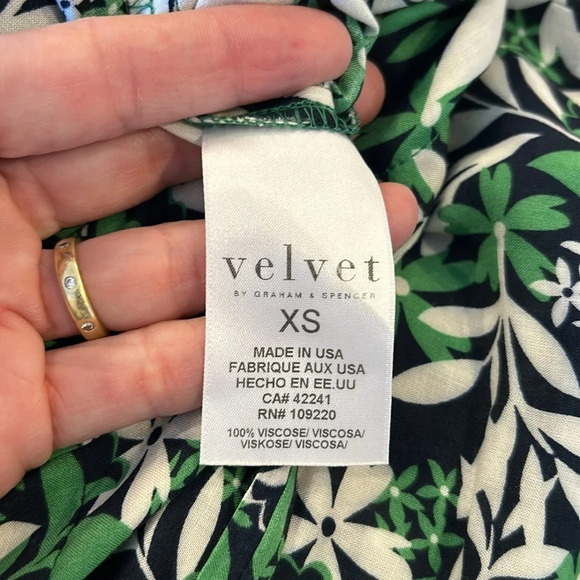 velvet
BY GRAHAM & SPENCER
XS
MADE IN USA
FABRIQUE AUX USA
HECHO EN EE.UU
CA# 42241
RN# 109220
100% VISCOSE/ VISCOSA/
VISKOSE/ VISCOSA/